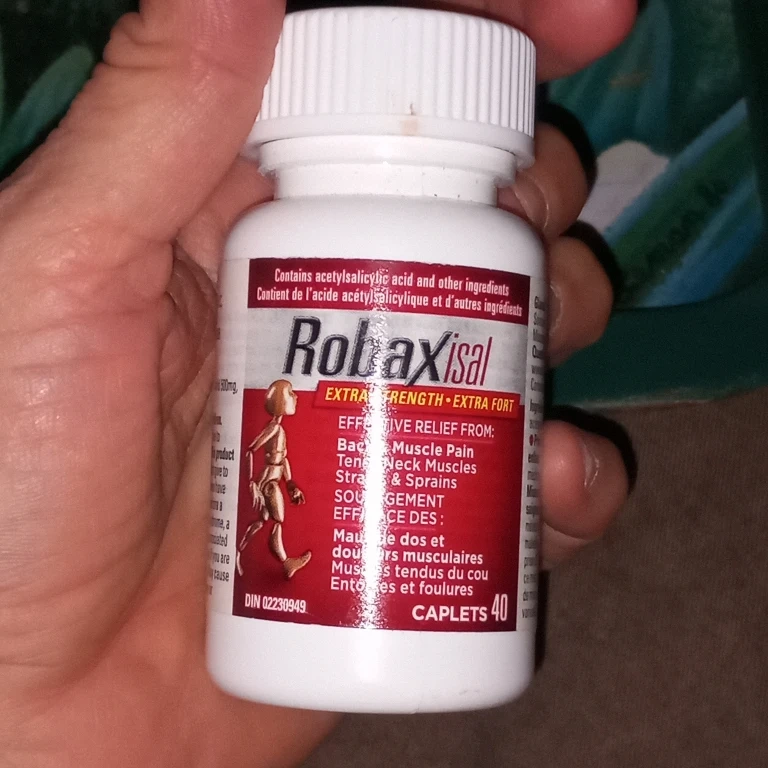 Contains acetylsalicylic acid and other ingredients
Contient de l'acide acétylsalicylique et d'autres ingrédients
Robaxisal
EXTRA STRENGTH • EXTRA FORT
EFFECTIVE RELIEF FROM:
Back & Muscle Pain
Tense Neck Muscles
Strains & Sprains
SOULAGEMENT
EFFICACE DES :
Maux de dos et
douleurs musculaires
Muscles tendus du cou
Entorses et foulures
DIN 02230949
CAPLETS 40
500mg,
product